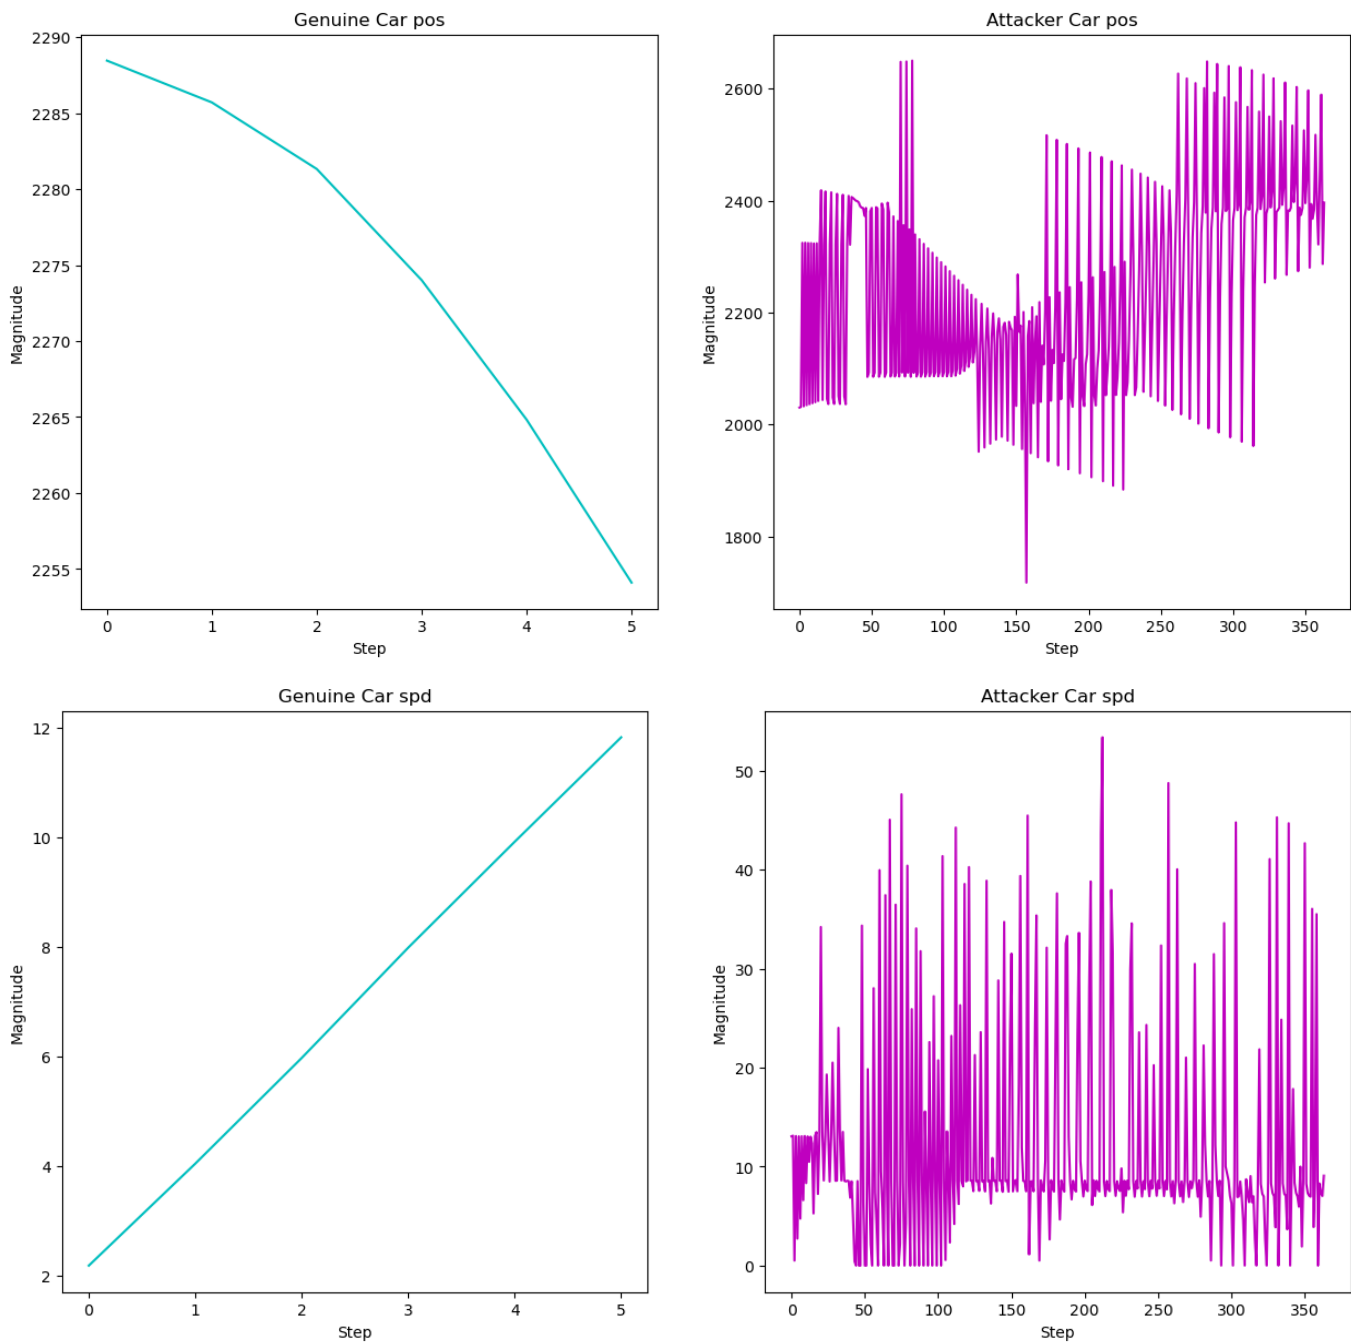 Genuine Car pos
2290
2285
2280
2275
2270
2265
2260
2255
Magnitude
0 1 2 3 4 5
Step
Attacker Car pos
2600
2400
2200
2000
1800
Magnitude
0 50 100 150 200 250 300 350
Step
Genuine Car spd
12
10
8
6
4
2
Magnitude
0 1 2 3 4 5
Step
Attacker Car spd
50
40
30
20
10
0
Magnitude
0 50 100 150 200 250 300 350
Step